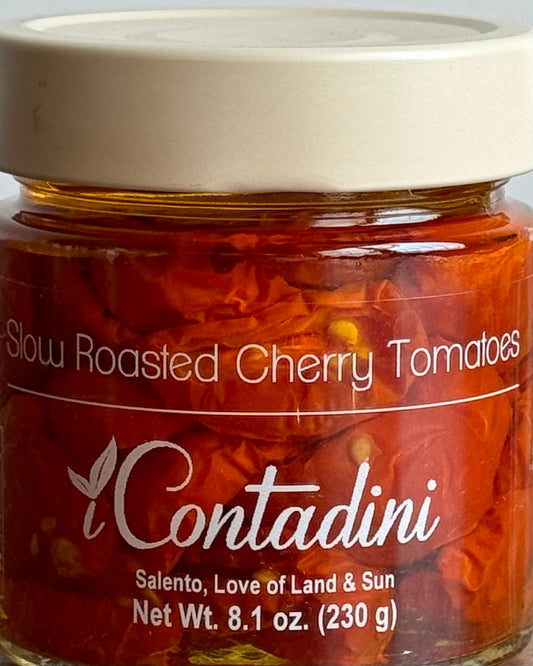 Slow Roasted Cherry Tomatoes
iContadini
Salento, Love of Land & Sun
Net Wt. 8.1 oz. (230 g)